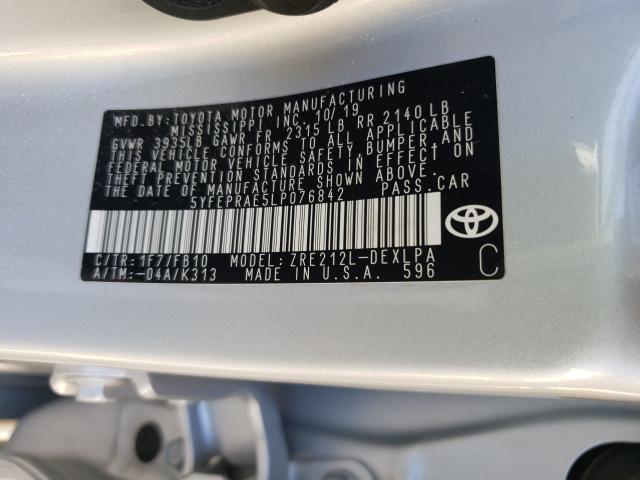 MFD. BY: TOYOTA MOTOR MANUFACTURING
MISSISSIPPI, INC. 10/19
GVWR 3935LB GAWR FR 2315 LB RR 2140 LB
THIS VEHICLE CONFORMS TO ALL APPLICABLE
FEDERAL MOTOR VEHICLE SAFETY, BUMPER, AND
THEFT PREVENTION STANDARDS IN EFFECT ON
THE DATE OF MANUFACTURE SHOWN ABOVE.
5YFEPRAE5LP076842 PASS. CAR
C/TR: 1F7/FB10 MODEL: ZRE212L-DEXLPA
A/TM: -04A/K313 MADE IN U.S.A. 596
C